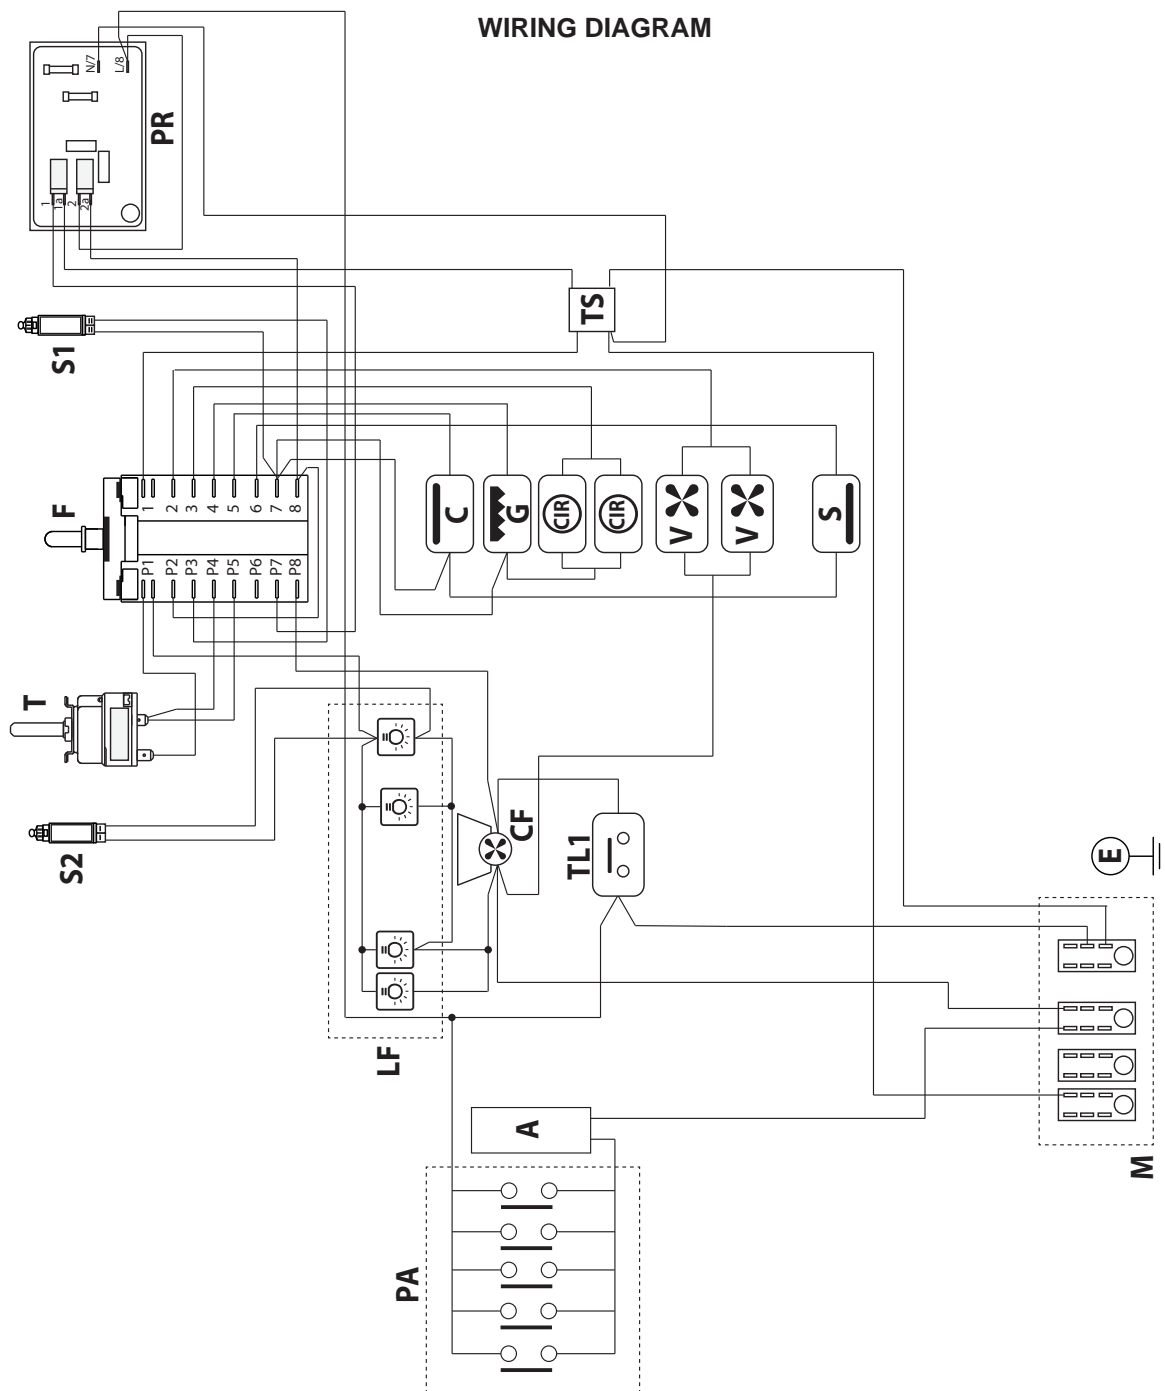 WIRING DIAGRAM
N/7
L/8
PR
1
1a
2
2a
S1
TS
F
1
2
3
4
5
6
7
8
P1
P2
P3
P4
P5
P6
P7
P8
C
G
CIR
CIR
V
V
S
T
S2
CF
TL1
E
LF
A
M
PA